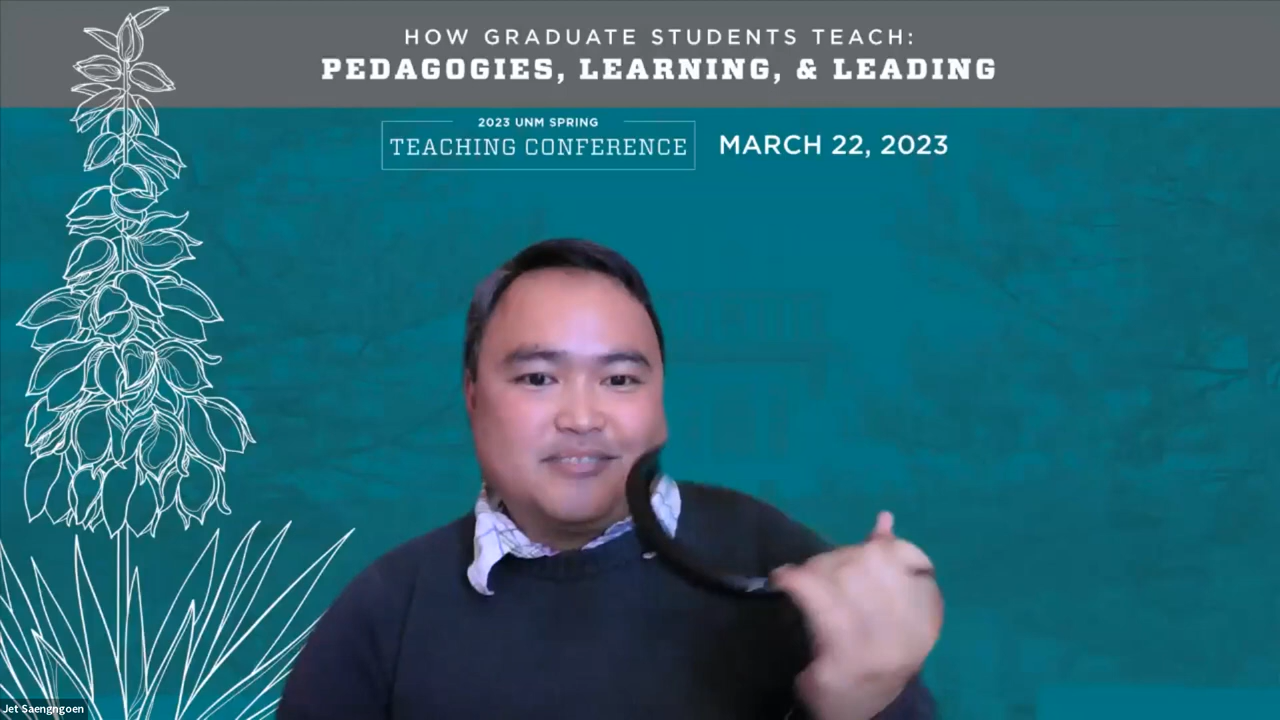 HOW GRADUATE STUDENTS TEACH:
PEDAGOGIES, LEARNING, & LEADING
2023 UNM SPRING
TEACHING CONFERENCE
MARCH 22, 2023
Jet Saengngoen